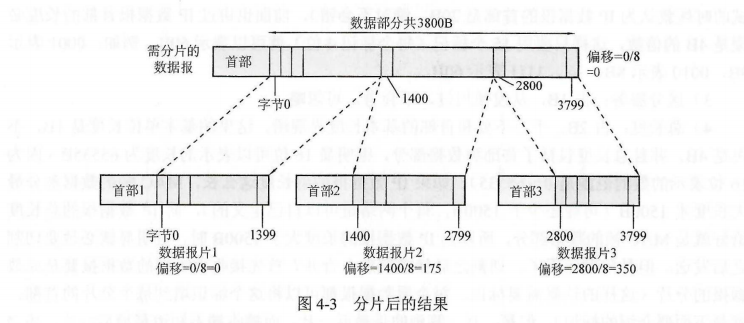 数据部分共3800B
需分片的
数据报
首部
偏移=0/8
=0
字节0
1400
2800
3799
首部1
首部2
首部3
字节0
1399
1400
2799
2800
3799
数据报片1
偏移=0/8=0
数据报片2
偏移=1400/8=175
数据报片3
偏移=2800/8=350
图 4-3 分片后的结果